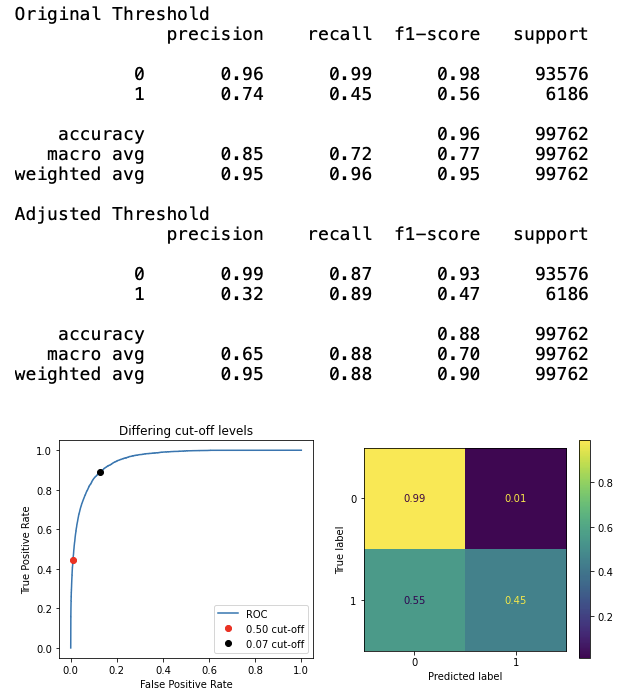 Original Threshold
precision recall f1-score support
0 0.96 0.99 0.98 93576
1 0.74 0.45 0.56 6186
accuracy 0.96 99762
macro avg 0.85 0.72 0.77 99762
weighted avg 0.95 0.96 0.95 99762
Adjusted Threshold
precision recall f1-score support
0 0.99 0.87 0.93 93576
1 0.32 0.89 0.47 6186
accuracy 0.88 99762
macro avg 0.65 0.88 0.70 99762
weighted avg 0.95 0.88 0.90 99762
Differing cut-off levels
True Positive Rate
1.0
0.8
0.6
0.4
0.2
0.0
0.0 0.2 0.4 0.6 0.8 1.0
False Positive Rate
ROC
0.50 cut-off
0.07 cut-off
True label
0
1
0.99 0.01
0.55 0.45
0 1
Predicted label
0.8
0.6
0.4
0.2